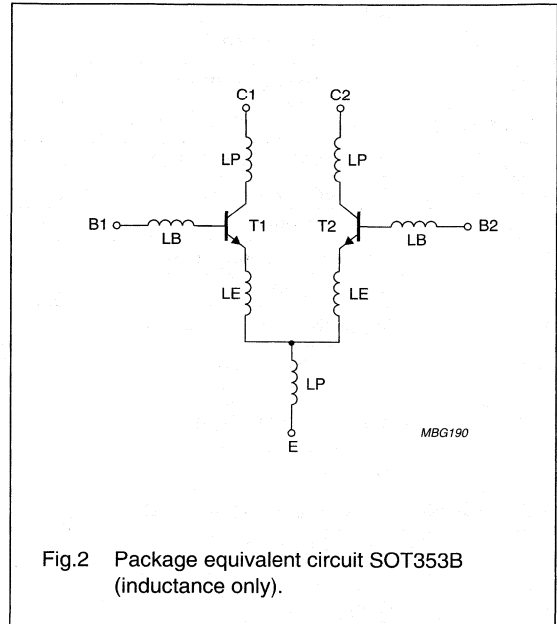 C1 C2
LP LP
B1 T1 T2 B2
LB LB
LE LE
LP
E
MBG190
Fig.2 Package equivalent circuit SOT353B
(inductance only).